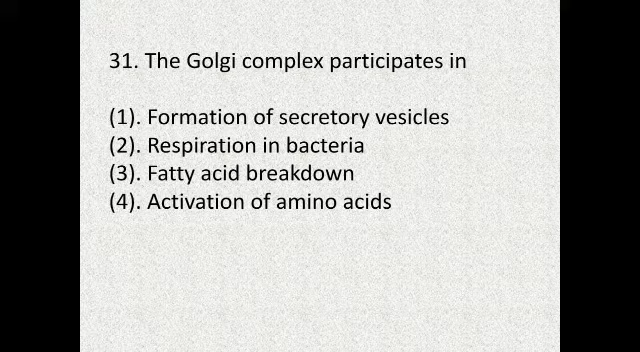 31. The Golgi complex participates in
(1). Formation of secretory vesicles
(2). Respiration in bacteria
(3). Fatty acid breakdown
(4). Activation of amino acids